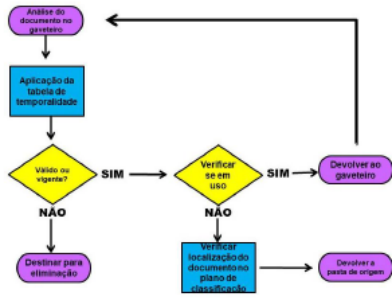 Análise do
documento no
gaveteiro
Aplicação da
tabela de
temporalidade
Válido ou
vigente?
SIM
Verificar
se em
uso
SIM
Devolver ao
gaveteiro
NÃO
NÃO
Destinar para
eliminação
Verificar
localização do
documento no
plano de
classificação
Devolver a
pasta de origem